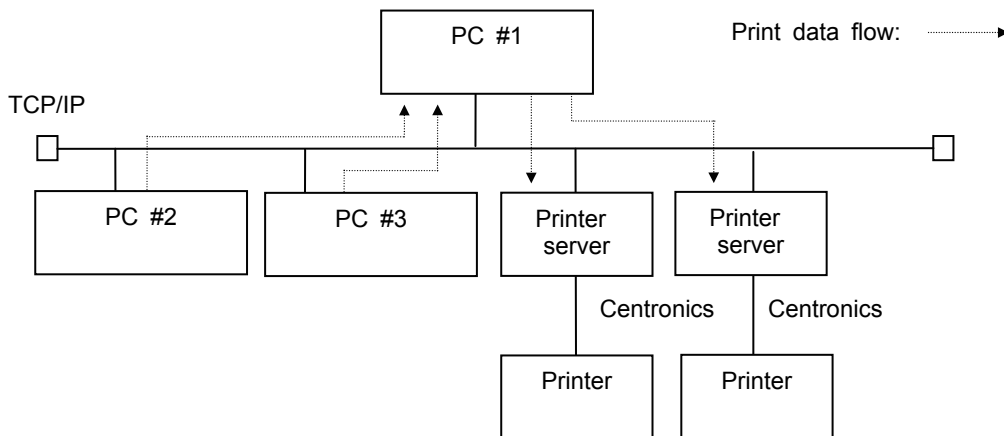 PC #1
Print data flow:
TCP/IP
PC #2
PC #3
Printer
server
Printer
server
Centronics
Centronics
Printer
Printer